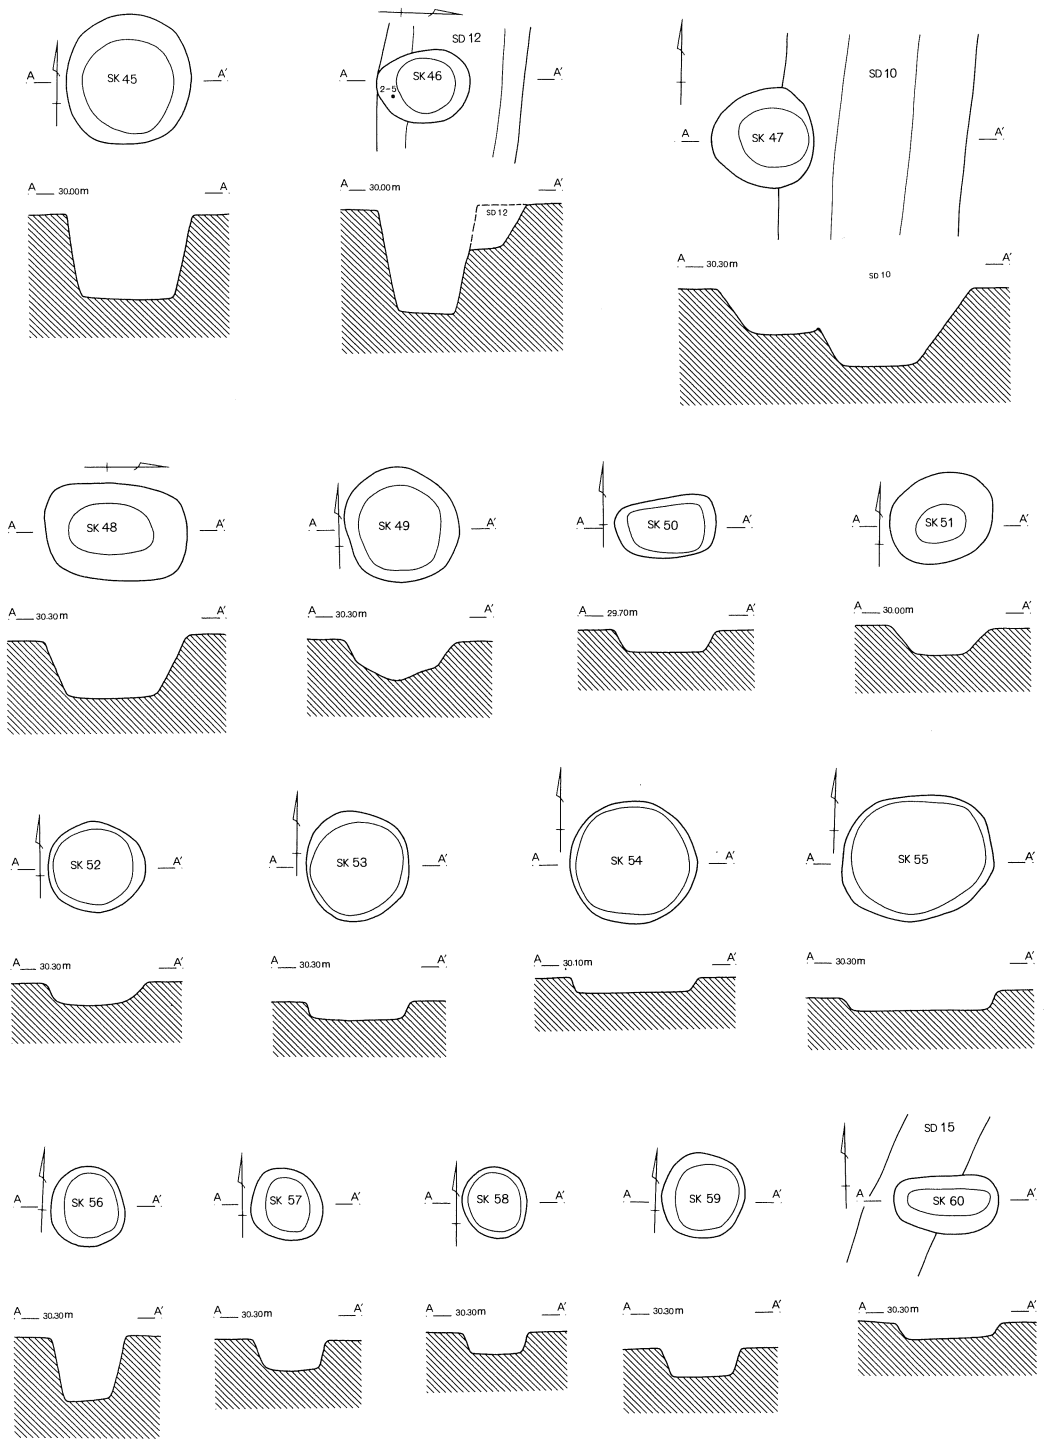 A SK 45 A'
A 30.00m A
SD 12
A SK 46 A'
2-5
A 30.00m A'
SD 12
SD 10
A SK 47 A'
A 30.30m A'
SD 10
A SK 48 A'
A 30.30m A'
A SK 49 A'
A 30.30m A'
A SK 50 A'
A 29.70m A'
A SK 51 A'
A 30.00m A'
A SK 52 A'
A 30.30m A'
A SK 53 A'
A 30.30m A'
A SK 54 A'
A 30.10m A'
A SK 55 A'
A 30.30m A'
A SK 56 A'
A 30.30m A'
A SK 57 A'
A 30.30m A'
A SK 58 A'
A 30.30m A'
A SK 59 A'
A 30.30m A'
SD 15
A SK 60 A'
A 30.30m A'